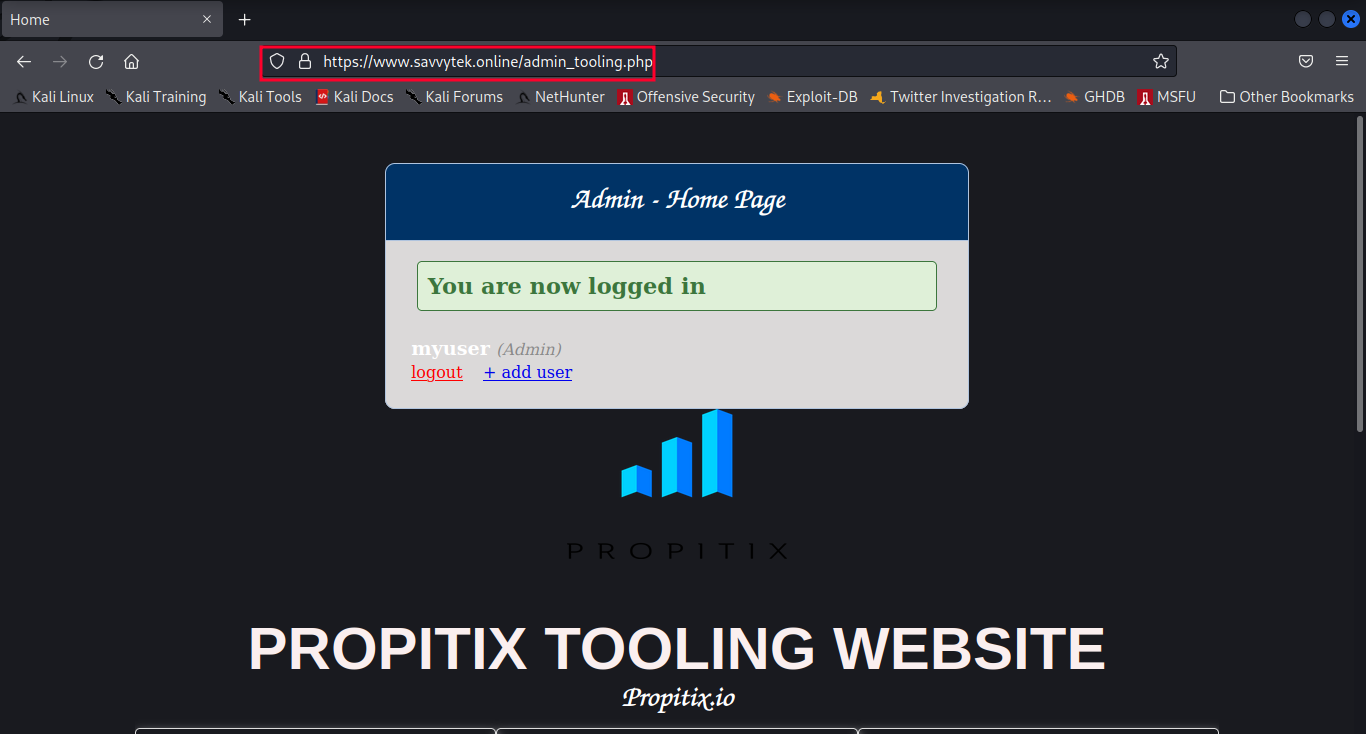 Home
https://www.savvytek.online/admin_tooling.php
Kali Linux Kali Training Kali Tools Kali Docs Kali Forums NetHunter Offensive Security Exploit-DB Twitter Investigation R... GHDB MSFU Other Bookmarks
Admin - Home Page
You are now logged in
myuser (Admin)
logout + add user
PROPITIX
PROPITIX TOOLING WEBSITE
Propitix.io